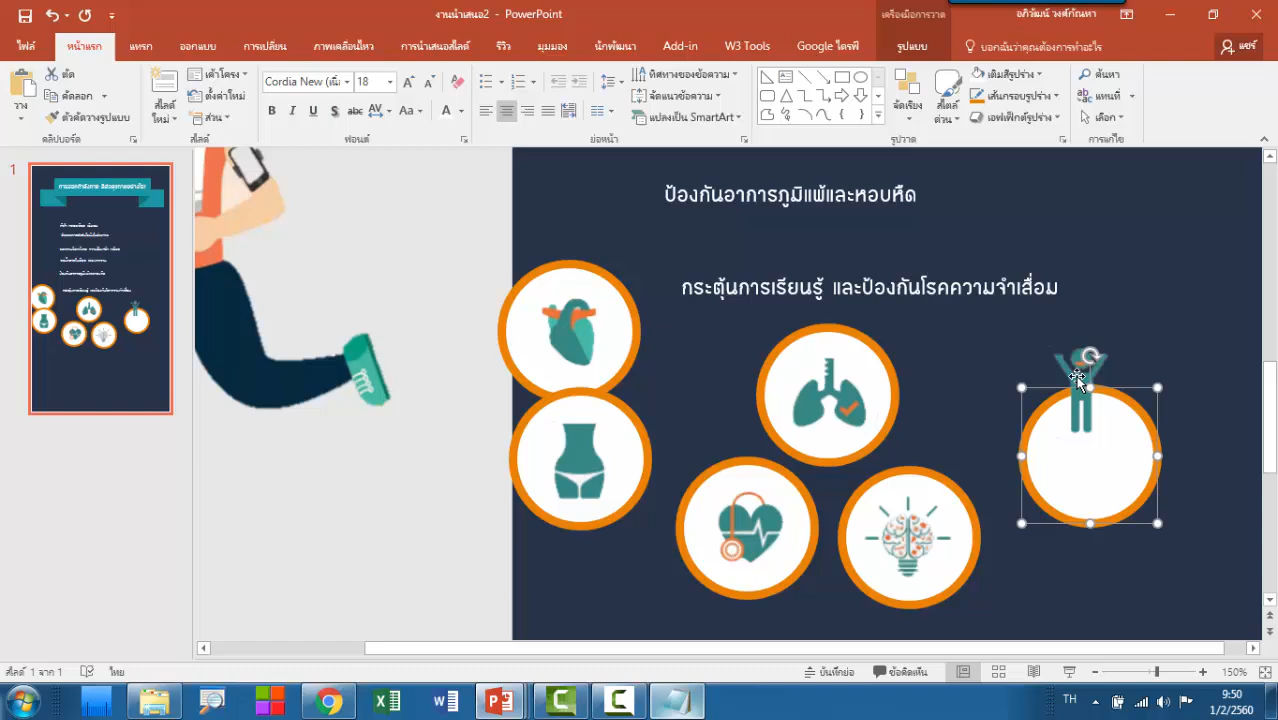 งานนำเสนอ2 - PowerPoint
เครื่องมือการวาด
อภิวัฒน์ วงศ์กัณหา
ไฟล์
หน้าแรก
แทรก
ออกแบบ
การเปลี่ยน
ภาพเคลื่อนไหว
การนำเสนอสไลด์
รีวิว
มุมมอง
นักพัฒนา
Add-in
W3 Tools
Google ไดรฟ์
รูปแบบ
บอกฉันว่าคุณต้องการทำอะไร
แชร์
วาง
ตัด
คัดลอก
ตัวคัดวางรูปแบบ
คลิปบอร์ด
สไลด์ใหม่
เค้าโครง
ตั้งค่าใหม่
ส่วน
สไลด์
Cordia New (เนื้
18
B I U S abc AV Aa A
ฟอนต์
ย่อหน้า
ทิศทางของข้อความ
จัดแนวข้อความ
แปลงเป็น SmartArt
จัดเรียง
สไตล์ด่วน
เติมสีรูปร่าง
เส้นกรอบรูปร่าง
เอฟเฟ็กต์รูปร่าง
รูปวาด
ค้นหา
แทนที่
เลือก
การแก้ไข
1
ป้องกันอาการภูมิแพ้และหอบหืด
กระตุ้นการเรียนรู้ และป้องกันโรคความจำเสื่อม
สไลด์ 1 จาก 1
ไทย
บันทึกย่อ
ข้อคิดเห็น
150%
TH
9:50
1/2/2560